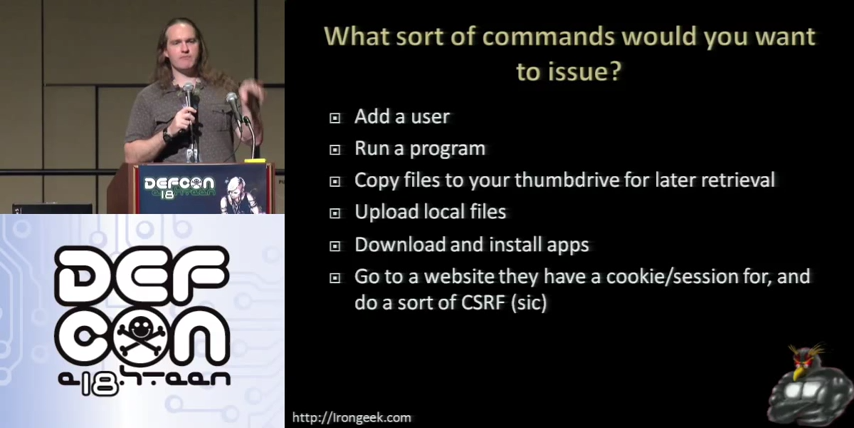 What sort of commands would you want
to issue?
Add a user
Run a program
Copy files to your thumbdrive for later retrieval
Upload local files
Download and install apps
Go to a website they have a cookie/session for, and
do a sort of CSRF (sic)
http://Irongeek.com
DEFCON
18
DEF
CON
e18hteen